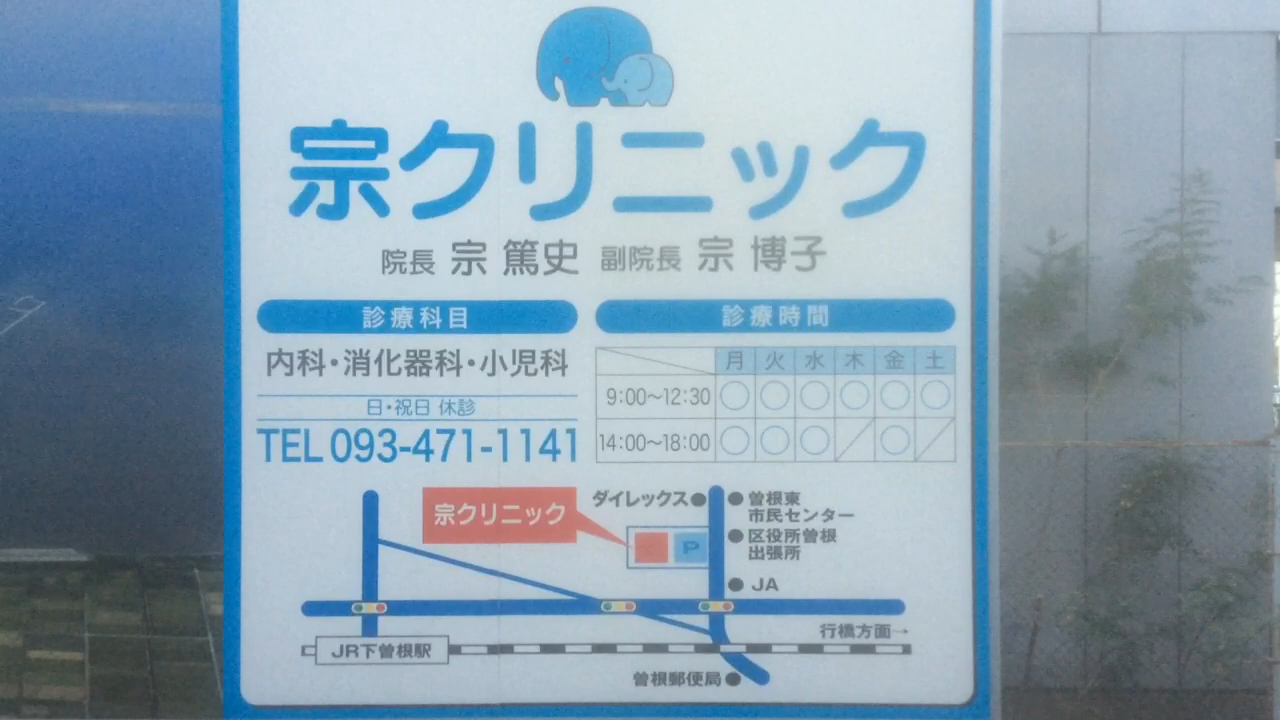 宗クリニック
院長 宗 篤史 副院長 宗 博子
診療科目
内科・消化器科・小児科
日・祝日 休診
TEL 093-471-1141
診療時間
月 火 水 木 金 土
9:00〜12:30 ○ ○ ○ ○ ○ ○
14:00〜18:00 ○ ○ ○ ／ ○ ／
宗クリニック
ダイレックス●
●曽根東
市民センター
P
●区役所曽根
出張所
●JA
行橋方面→
JR下曽根駅
曽根郵便局●